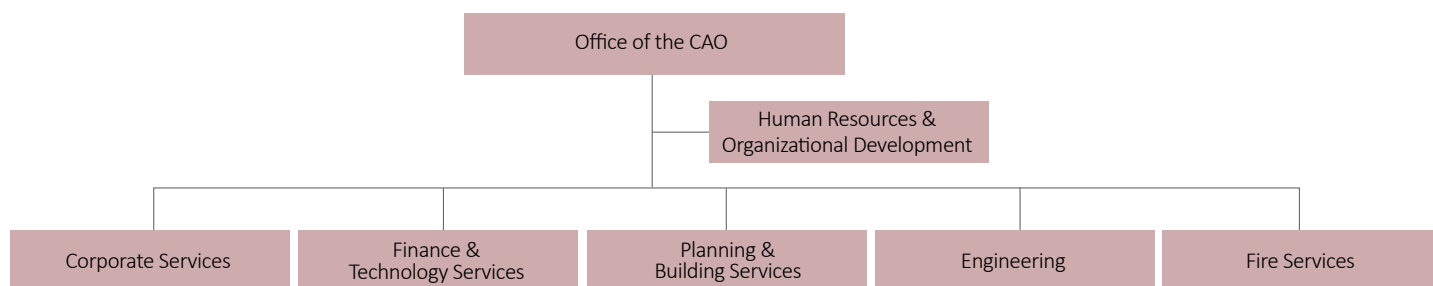 Office of the CAO
Human Resources &
Organizational Development
Corporate Services
Finance &
Technology Services
Planning &
Building Services
Engineering
Fire Services